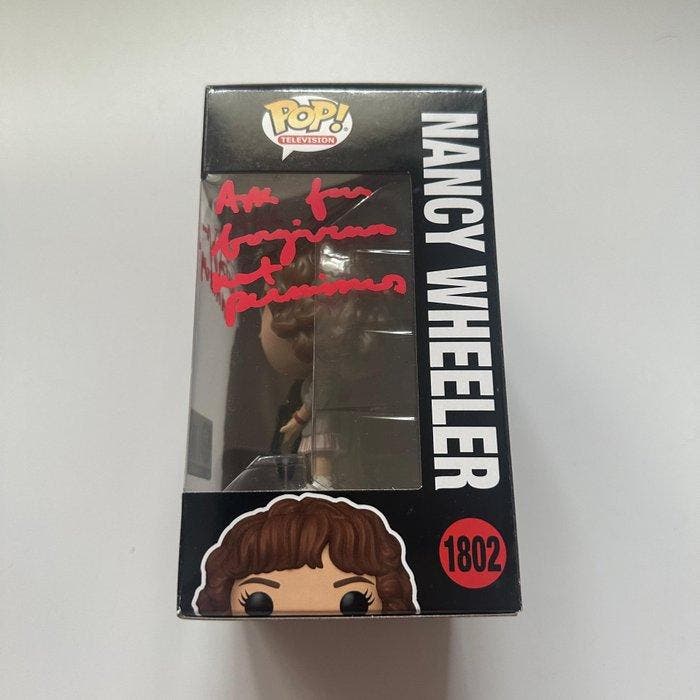 POP!
TELEVISION
Ask for
forgiveness
not
permission
NANCY WHEELER
1802